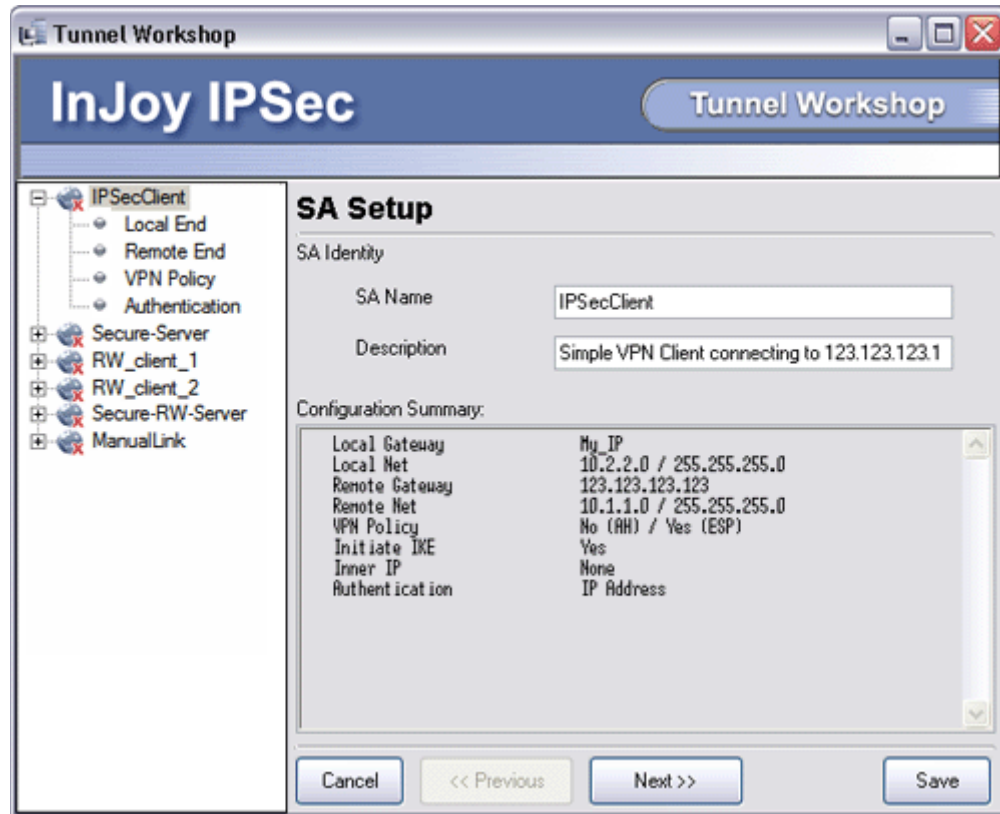 Tunnel Workshop
InJoy IPSec
Tunnel Workshop
IPSecClient
Local End
Remote End
VPN Policy
Authentication
Secure-Server
RW_client_1
RW_client_2
Secure-RW-Server
ManualLink
SA Setup
SA Identity
SA Name IPSecClient
Description Simple VPN Client connecting to 123.123.123.1
Configuration Summary:
Local Gateway My_IP
Local Net 10.2.2.0 / 255.255.255.0
Remote Gateway 123.123.123.123
Remote Net 10.1.1.0 / 255.255.255.0
VPN Policy No (AH) / Yes (ESP)
Initiate IKE Yes
Inner IP None
Authentication IP Address
Cancel << Previous Next >> Save